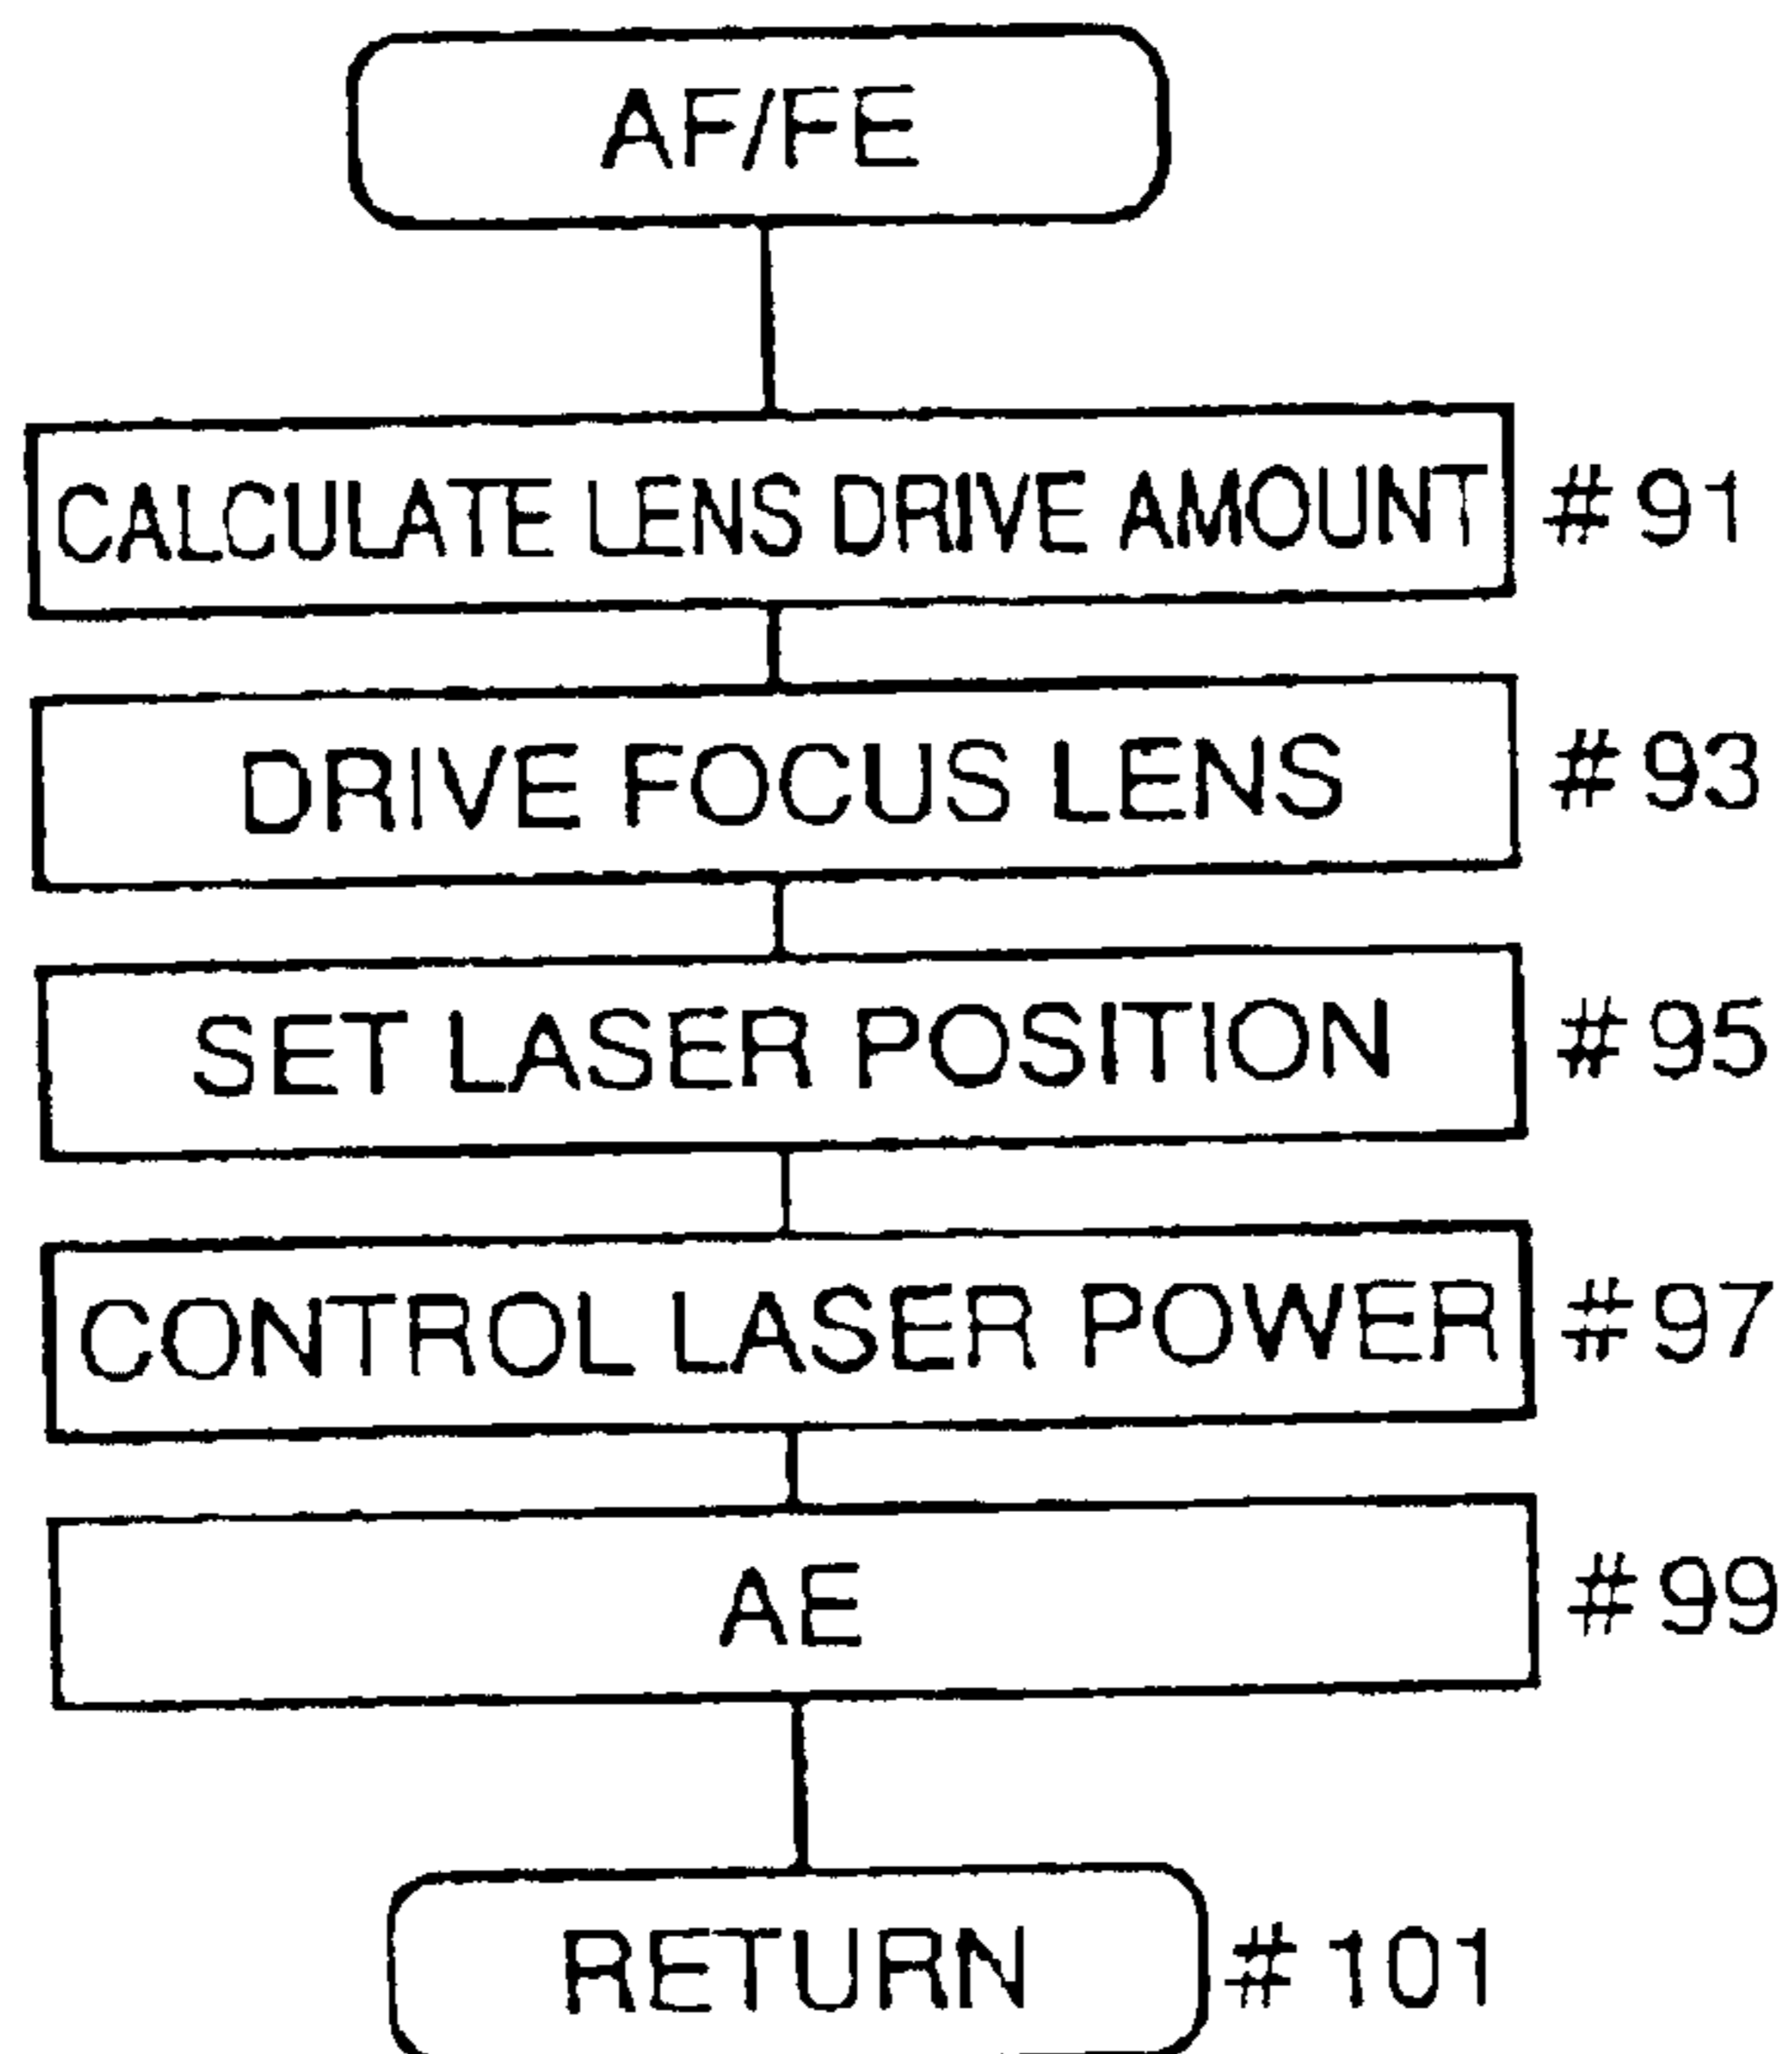 AF/FE
CALCULATE LENS DRIVE AMOUNT #91
DRIVE FOCUS LENS #93
SET LASER POSITION #95
CONTROL LASER POWER #97
AE #99
RETURN #101